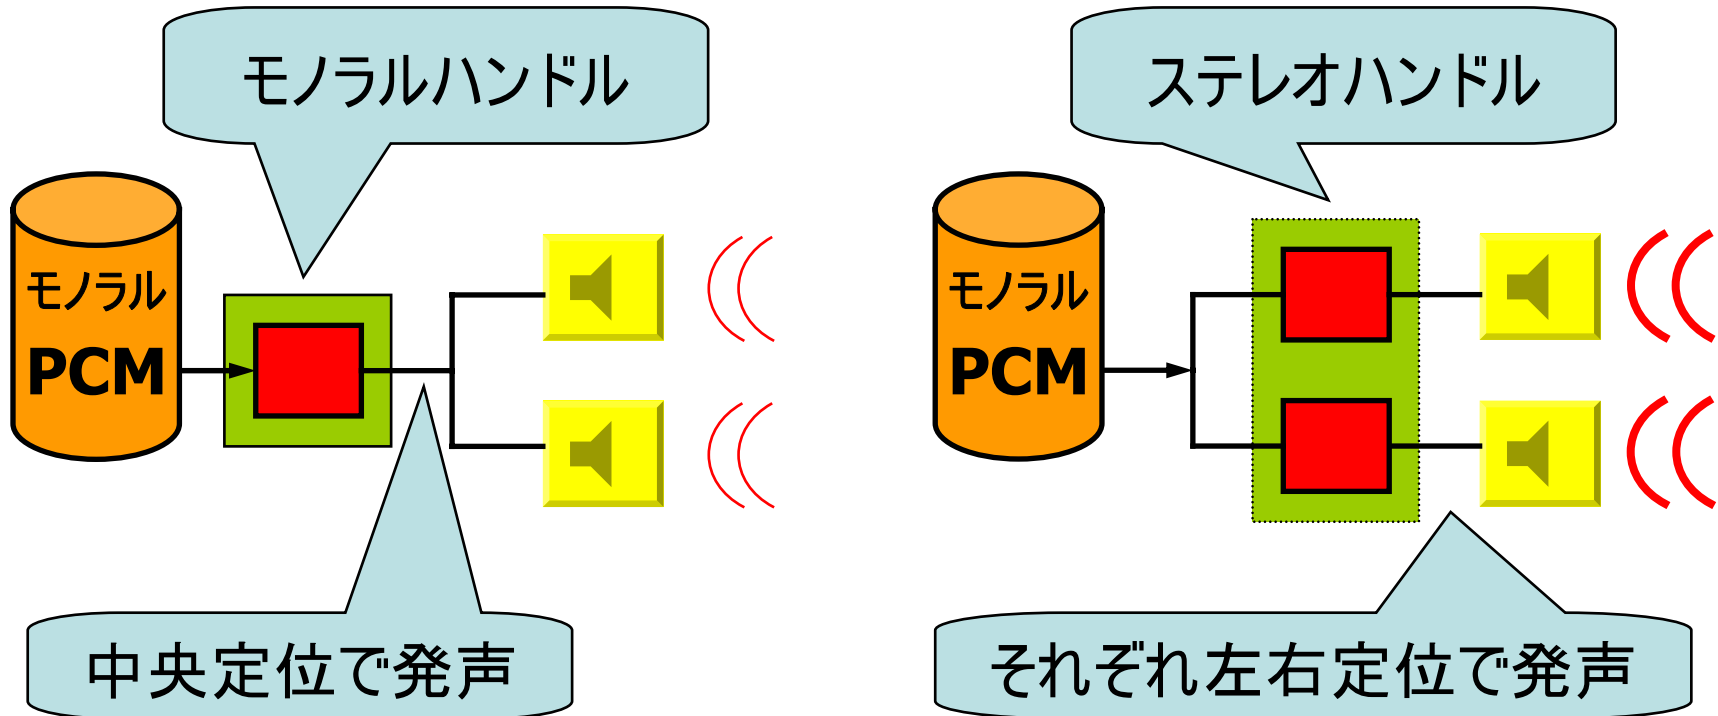 モノラルハンドル
モノラル
PCM
中央定位で発声
ステレオハンドル
モノラル
PCM
それぞれ左右定位で発声